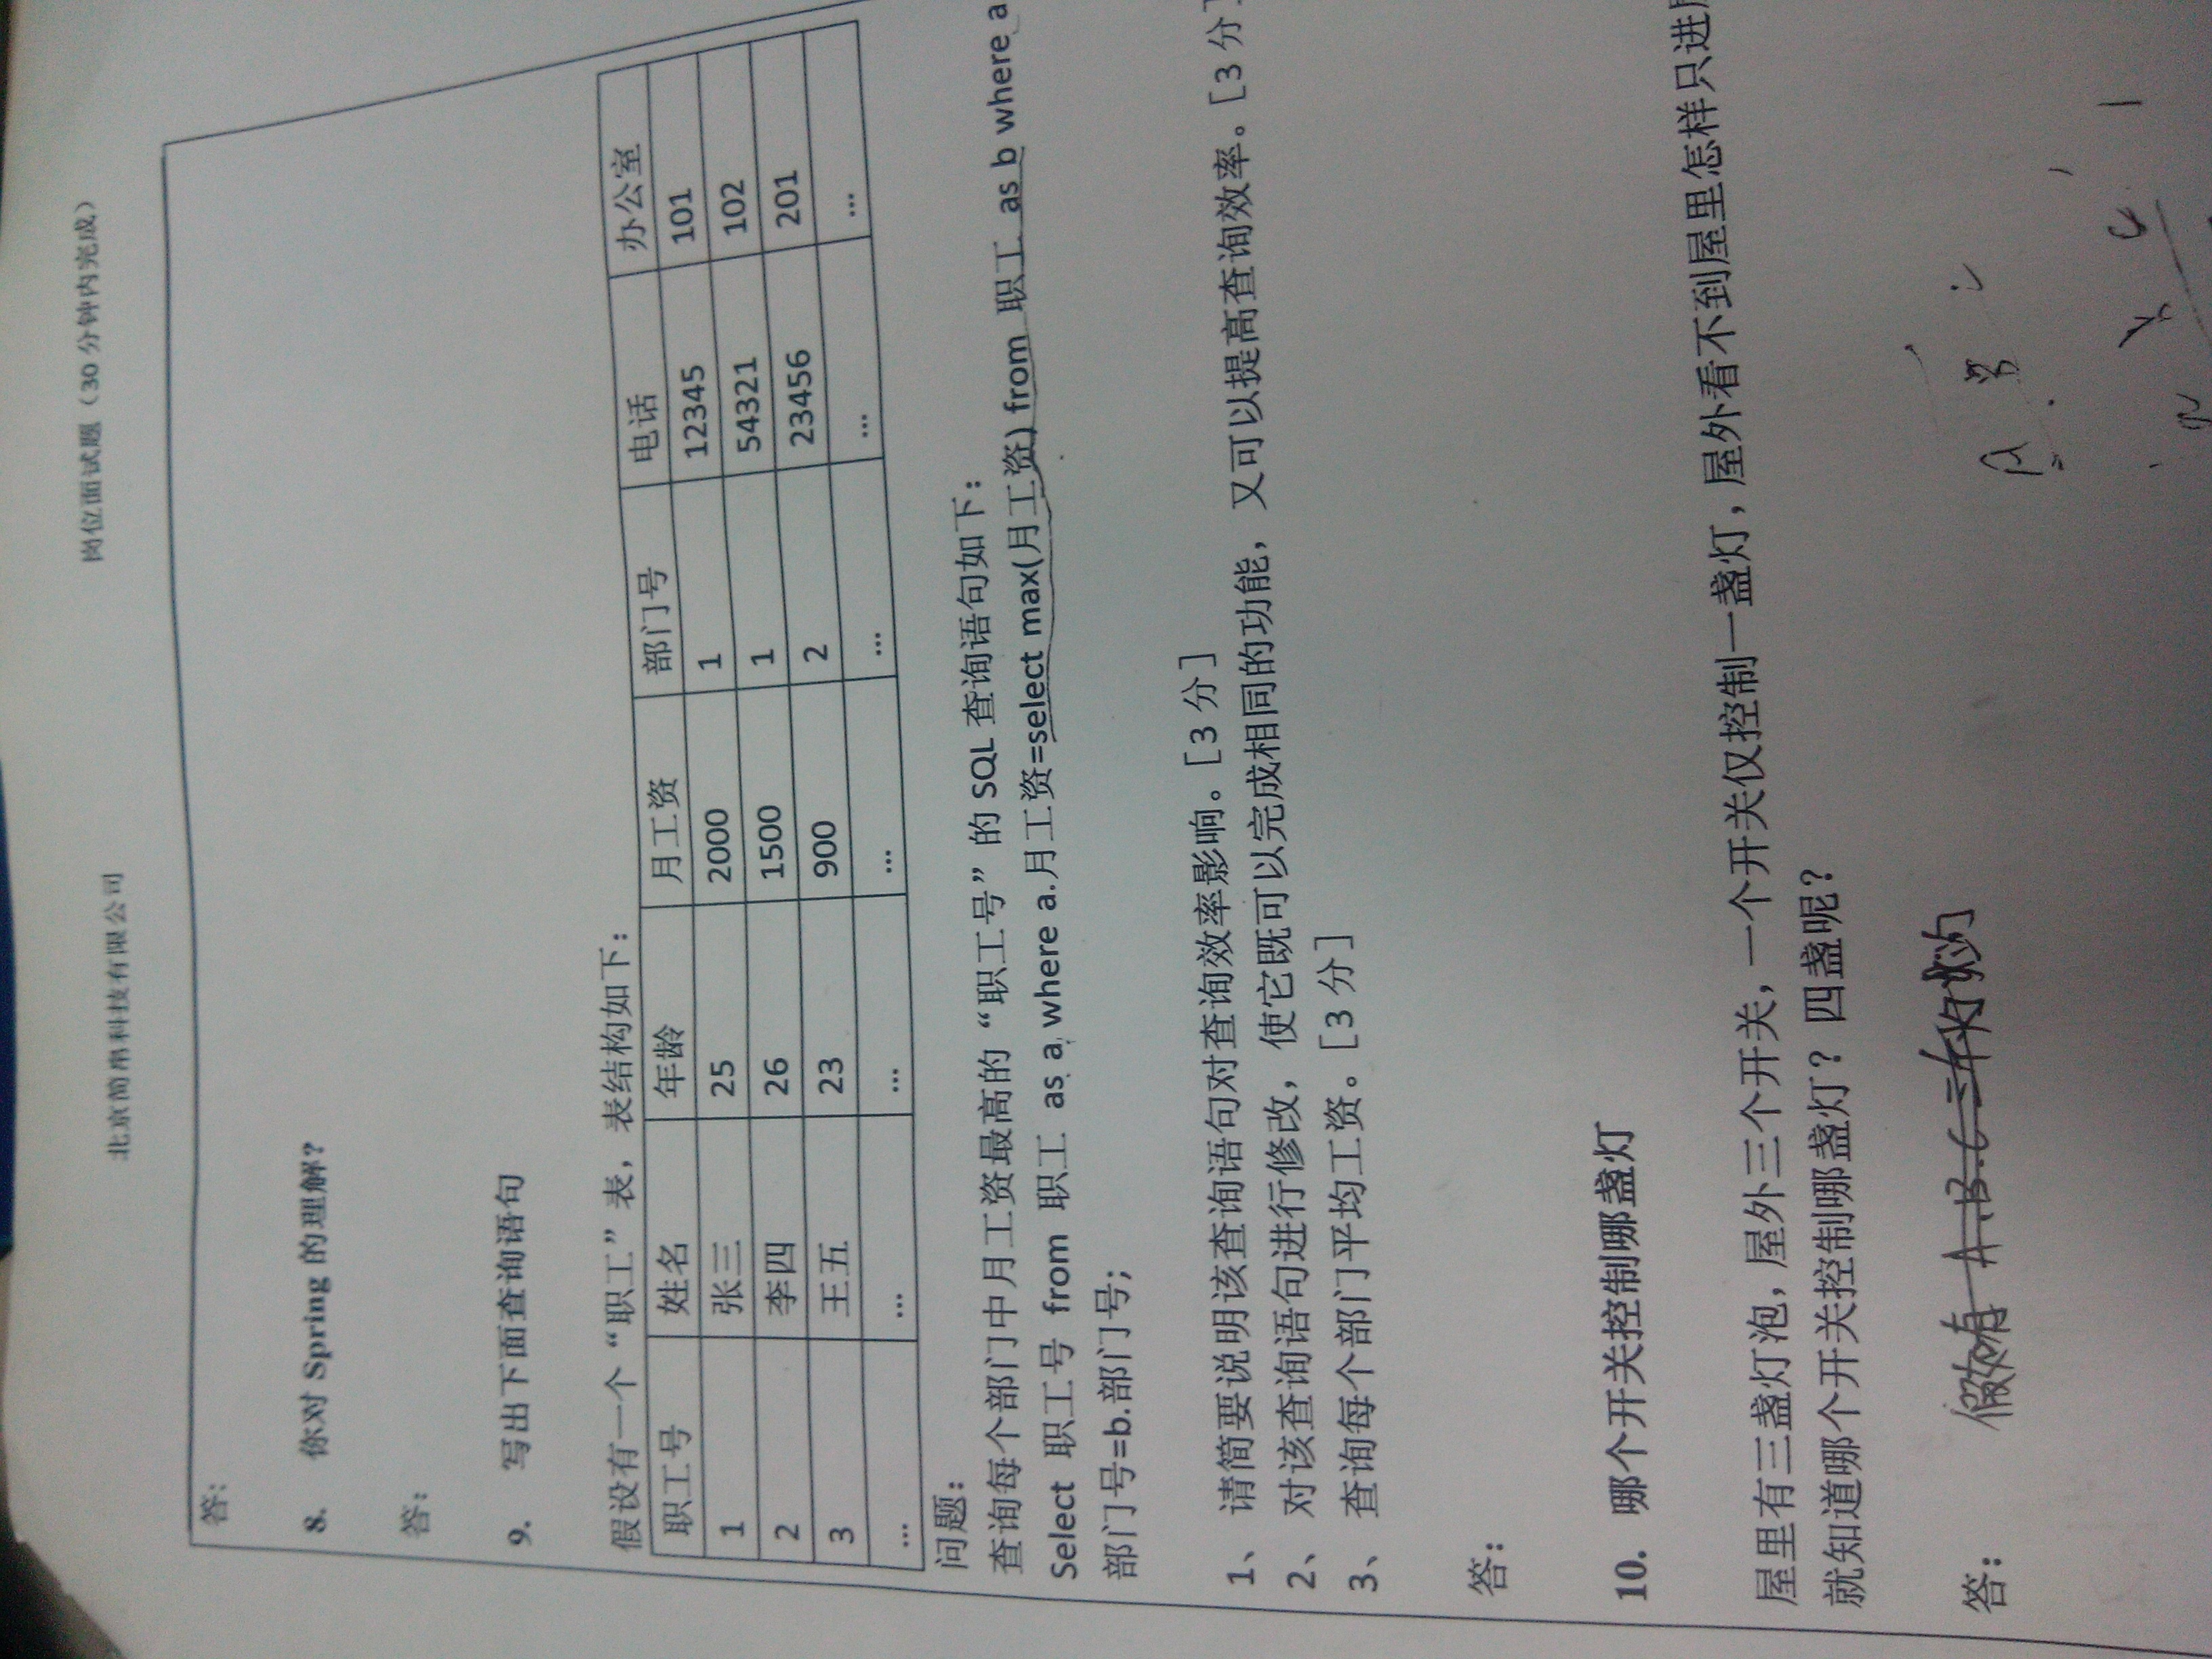 北京简帛科技有限公司 岗位面试题（30 分钟内完成）
答:
8. 你对 Spring 的理解?
答:
9. 写出下面查询语句
假设有一个“职工”表，表结构如下：
职工号 姓名 年龄 月工资 部门号 电话 办公室
1 张三 25 2000 1 12345 101
2 李四 26 1500 1 54321 102
3 王五 23 900 2 23456 201
... ... ... ... ... ... ...
问题：
查询每个部门中月工资最高的“职工号”的 SQL 查询语句如下：
Select 职工号 from 职工 as a where a.月工资=select max(月工资) from 职工 as b where a
部门号=b.部门号;
1、 请简要说明该查询语句对查询效率影响。[3 分]
2、 对该查询语句进行修改，使它既可以完成相同的功能，又可以提高查询效率。[3 分]
3、 查询每个部门平均工资。[3 分]
答：
10. 哪个开关控制哪盏灯
屋里有三盏灯泡，屋外三个开关，一个开关仅控制一盏灯，屋外看不到屋里怎样只进
就知道哪个开关控制哪盏灯？四盏呢？
答： 假如有 A.B.C 三个灯
A B